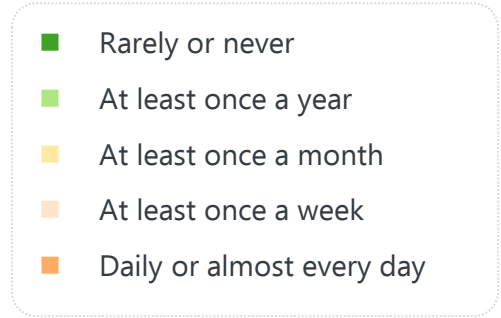 Rarely or never
At least once a year
At least once a month
At least once a week
Daily or almost every day